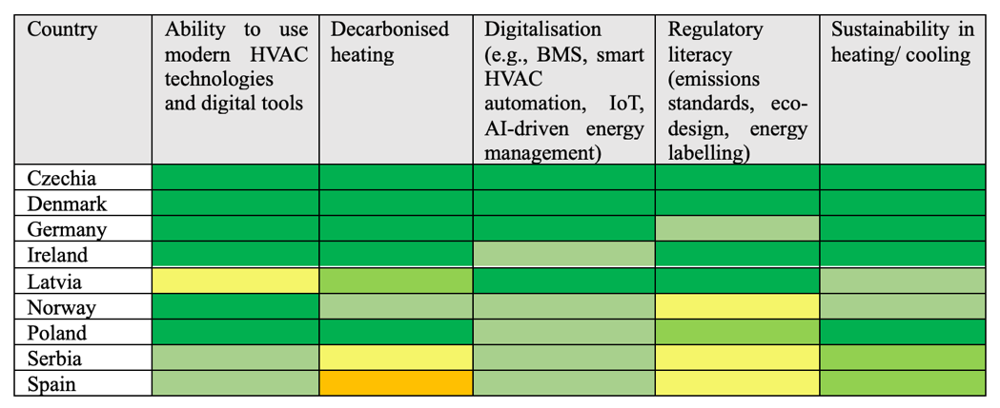 Country
Ability to use
modern HVAC
technologies
and digital tools
Decarbonised
heating
Digitalisation
(e.g., BMS, smart
HVAC
automation, IoT,
AI-driven energy
management)
Regulatory
literacy
(emissions
standards, eco-
design, energy
labelling)
Sustainability in
heating/ cooling
Czechia
Denmark
Germany
Ireland
Latvia
Norway
Poland
Serbia
Spain